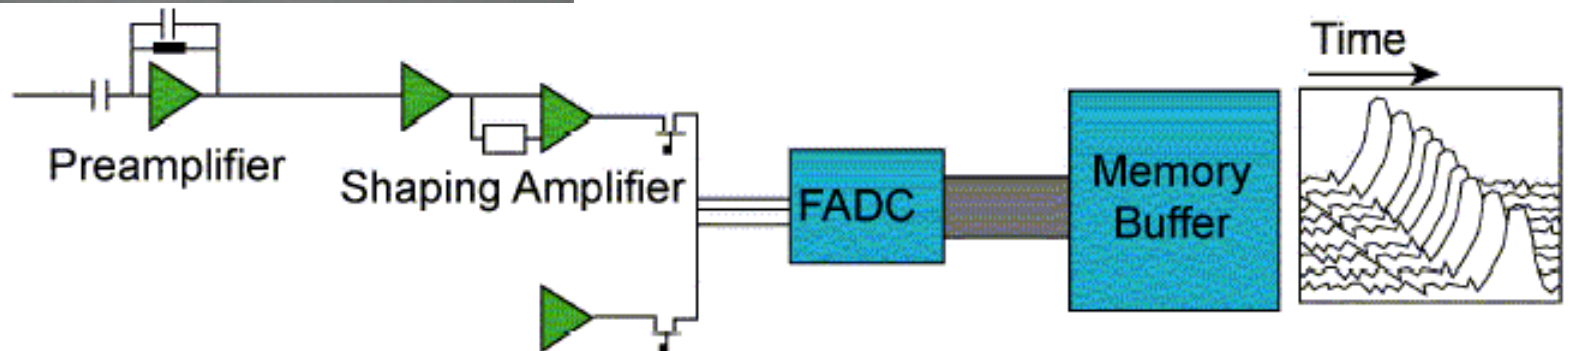 Time
Preamplifier
Shaping Amplifier
FADC
Memory
Buffer